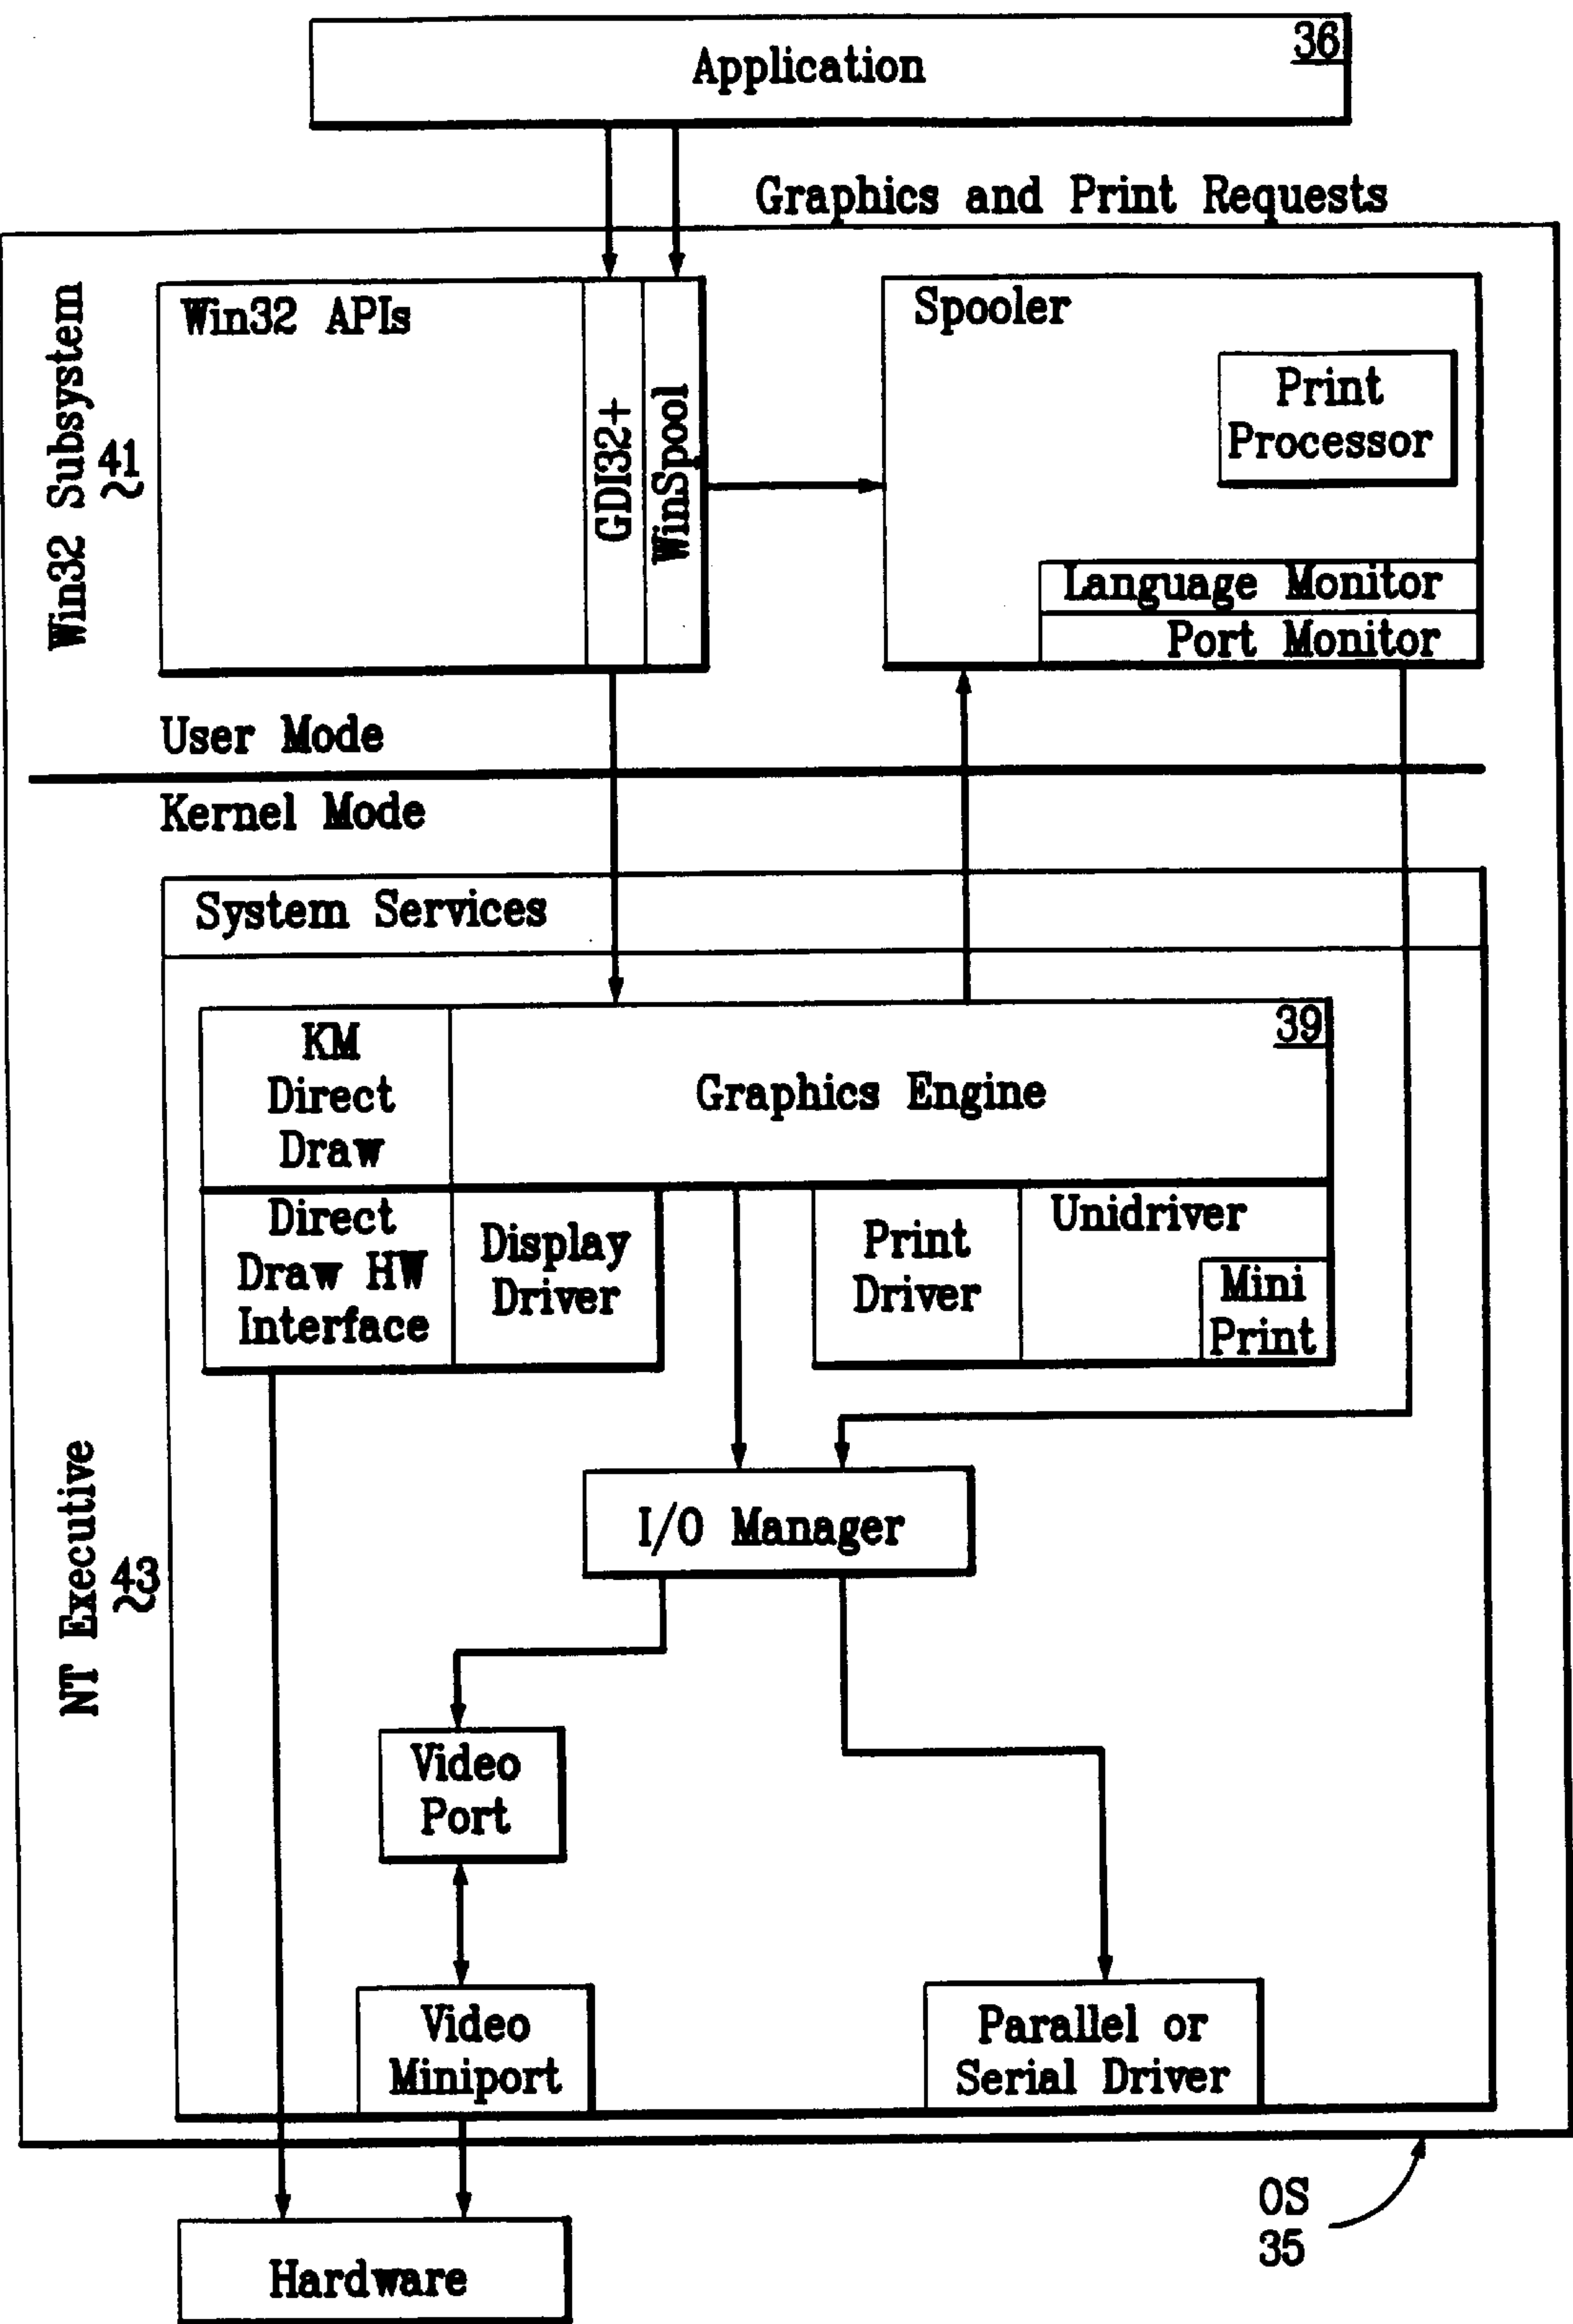 36
Application
Graphics and Print Requests
Win32 Subsystem
41
Win32 APIs
GDI32+
WinSpool
Spooler
Print
Processor
Language Monitor
Port Monitor
User Mode
Kernel Mode
System Services
NT Executive
43
KM
Direct
Draw
39
Graphics Engine
Direct
Draw HW
Interface
Display
Driver
Print
Driver
Unidriver
Mini
Print
I/O Manager
Video
Port
Video
Miniport
Parallel or
Serial Driver
OS
35
Hardware